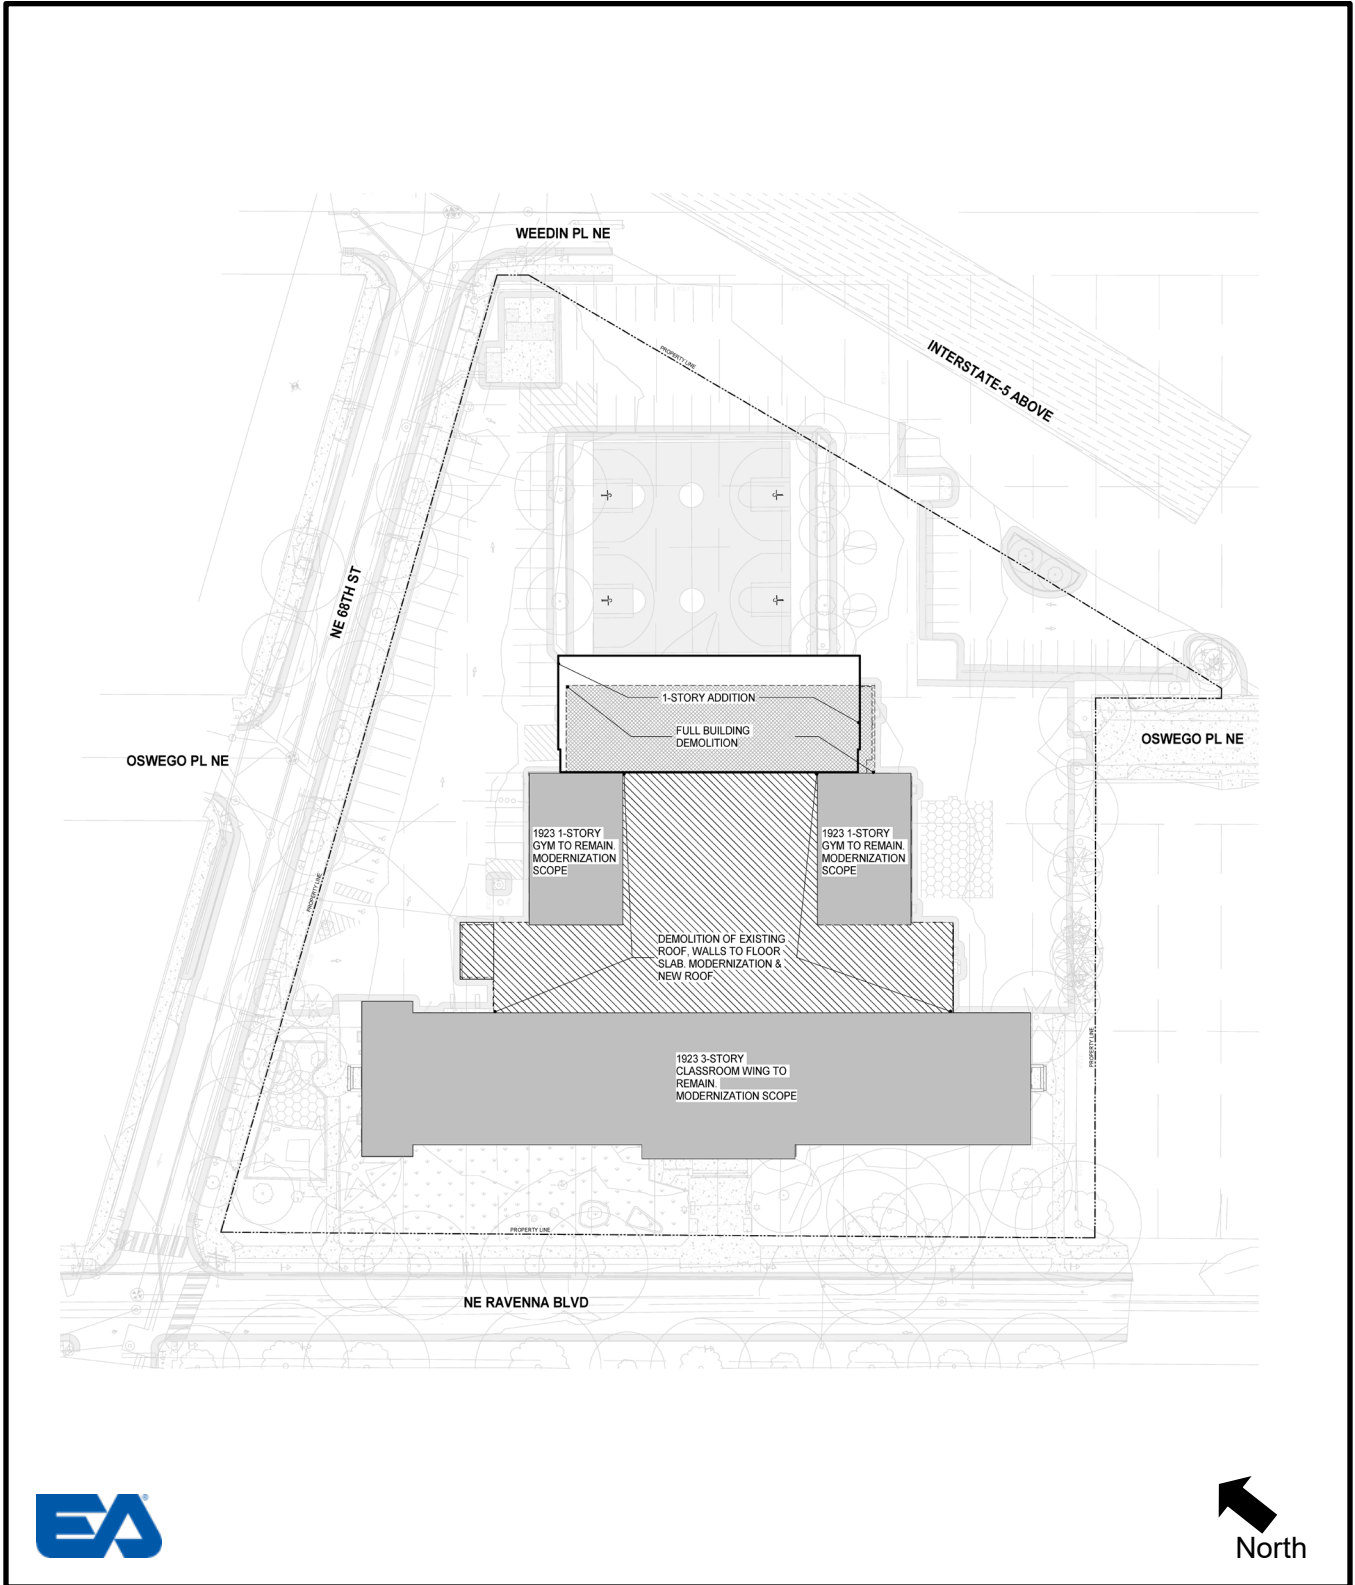 WEEDIN PL NE
INTERSTATE-5 ABOVE
PROPERTY LINE
NE 68TH ST
1-STORY ADDITION
FULL BUILDING
DEMOLITION
OSWEGO PL NE
OSWEGO PL NE
1923 1-STORY
GYM TO REMAIN.
MODERNIZATION
SCOPE
1923 1-STORY
GYM TO REMAIN.
MODERNIZATION
SCOPE
PROPERTY LINE
DEMOLITION OF EXISTING
ROOF, WALLS TO FLOOR
SLAB. MODERNIZATION &
NEW ROOF
PROPERTY LINE
1923 3-STORY
CLASSROOM WING TO
REMAIN.
MODERNIZATION SCOPE
PROPERTY LINE
NE RAVENNA BLVD
EA®
North